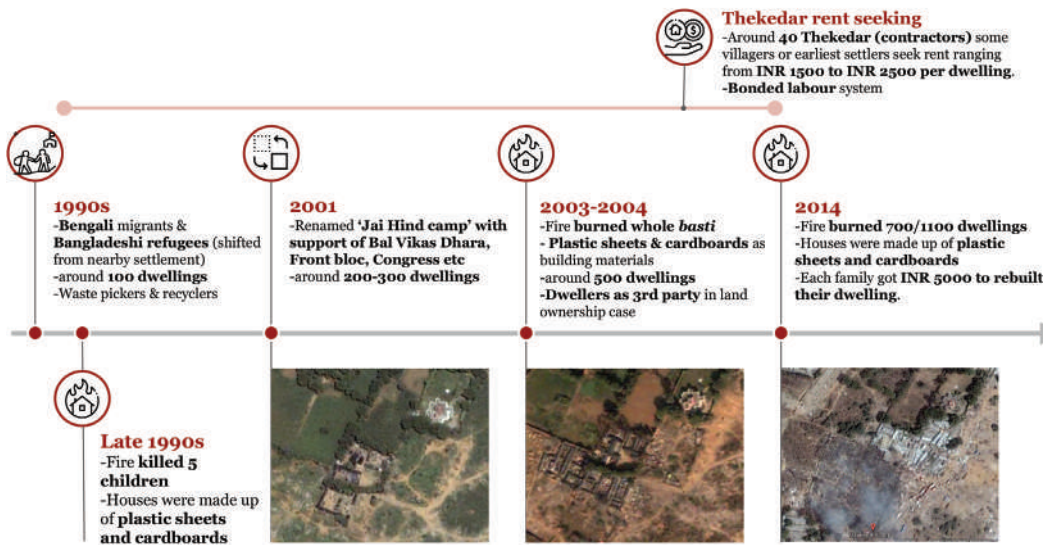 Thekedar rent seeking
-Around 40 Thekedar (contractors) some
villagers or earliest settlers seek rent ranging
from INR 1500 to INR 2500 per dwelling.
-Bonded labour system
1990s
-Bengali migrants &
Bangladeshi refugees (shifted
from nearby settlement)
-around 100 dwellings
-Waste pickers & recyclers
2001
-Renamed ‘Jai Hind camp’ with
support of Bal Vikas Dhara,
Front bloc, Congress etc
-around 200-300 dwellings
2003-2004
-Fire burned whole basti
- Plastic sheets & cardboards as
building materials
-around 500 dwellings
-Dwellers as 3rd party in land
ownership case
2014
-Fire burned 700/1100 dwellings
-Houses were made up of plastic
sheets and cardboards
-Each family got INR 5000 to rebuilt
their dwelling.
Late 1990s
-Fire killed 5
children
-Houses were made up
of plastic sheets
and cardboards